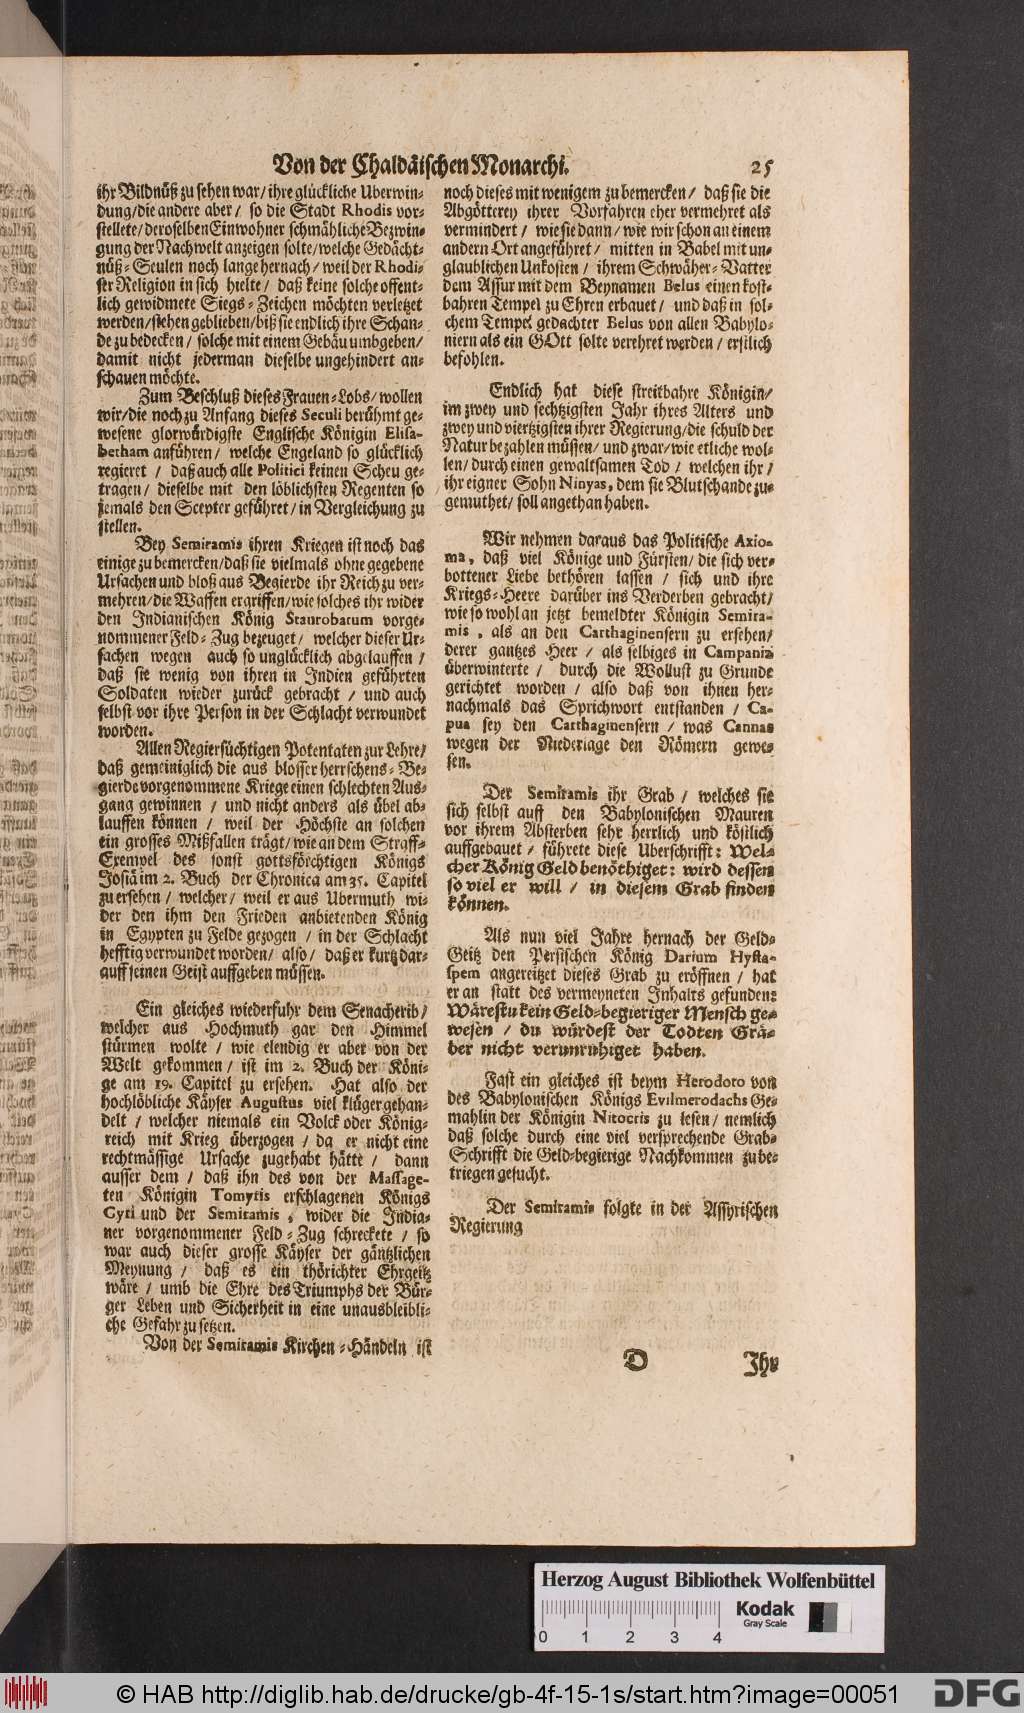 Von der Chaldäischen Monarchi. 25
ihr Bildnüß zu sehen war/ ihre glückliche Uberwin-
dung/ die andere aber/ so die Stadt Rhodis vor-
stellete/ deroselben Einwohner schmähliche Bezwin-
gung der Nachwelt anzeigen solte/ welche Gedächt-
nüß-Seulen noch lange hernach/ weil der Rhodi-
ser Religion in sich hielte/ daß keine solche offent-
lich gewidmete Siegs-Zeichen möchten verletzet
werden/ stehen geblieben/ biß sie endlich ihre Schan-
de zu bedecken/ solche mit einem Gebäu umbgeben/
damit nicht jederman dieselbe ungehindert an-
schauen möchte.
Zum Beschluß dieses Frauen-Lobs/ wollen
wir/ die noch zu Anfang dieses Seculi berühmt ge-
wesene glorwürdigste Englische Königin Elisa-
betham anführen/ welche Engeland so glücklich
regieret/ daß auch alle Politici keinen Scheu ge-
tragen/ dieselbe mit den löblichsten Regenten so
jemals den Scepter geführet/ in Vergleichung zu
stellen.
Bey Semiramis ihren Kriegen ist noch das
einige zu bemercken/ daß sie vielmals ohne gegebene
Ursachen und bloß aus Begierde ihr Reich zu ver-
mehren/ die Waffen ergriffen/ wie solches ihr wider
den Indianischen König Staurobatum vorge-
nommener Feld-Zug bezeuget/ welcher dieser Ur-
sachen wegen auch so unglücklich abgelauffen/
daß sie wenig von ihren in Indien geführten
Soldaten wieder zurück gebracht/ und auch
selbst vor ihre Person in der Schlacht verwundet
worden.
Allen Regiersüchtigen Potentaten zur Lehre/
daß gemeiniglich die aus blosser herrschens-Be-
gierde vorgenommene Kriege einen schlechten Aus-
gang gewinnen/ und nicht anders als übel ab-
lauffen können/ weil der Höchste an solchen
ein grosses Mißfallen trägt/ wie an dem Straff-
Exempel des sonst gottsförchtigen Königs
Josiä im 2. Buch der Chronica am 35. Capitel
zu ersehen/ welcher/ weil er aus Ubermuth wi-
der den ihm den Frieden anbietenden König
in Egypten zu Felde gezogen/ in der Schlacht
hefftig verwundet worden/ also/ daß er kurtz dar-
auff seinen Geist auffgeben müssen.
Ein gleiches wiederfuhr dem Senacherib/
welcher aus Hochmuth gar den Himmel
stürmen wolte/ wie elendig er aber von der
Welt gekommen/ ist im 2. Buch der Köni-
ge am 19. Capitel zu ersehen. Hat also der
hochlöbliche Käyser Augustus viel klüger gehan-
delt/ welcher niemals ein Volck oder König-
reich mit Krieg überzogen/ da er nicht eine
rechtmässige Ursache zugehabt hätte/ dann
ausser dem/ daß ihn des von der Massage-
ten Königin Tomyris erschlagenen Königs
Cyri und der Semiramis, wider die India-
ner vorgenommener Feld-Zug schreckete/ so
war auch dieser grosse Käyser der gäntzlichen
Meynung/ daß es ein thörichter Ehrgeitz
wäre/ umb die Ehre des Triumphs der Bür-
ger Leben und Sicherheit in eine unausbleibli-
che Gefahr zu setzen.
Von der Semiramis Kirchen-Händeln ist
noch dieses mit wenigem zu bemercken/ daß sie die
Abgötterey ihrer Vorfahren eher vermehret als
vermindert/ wie sie dann/ wie wir schon an einem
andern Ort angeführet/ mitten in Babel mit un-
glaublichen Unkosten/ ihrem Schwäher-Vatter
dem Assur mit dem Beynamen Belus einen kost-
bahren Tempel zu Ehren erbauet/ und daß in sol-
chem Tempel gedachter Belus von allen Babylo-
niern als ein GOtt solte verehret werden/ erstlich
befohlen.
Endlich hat diese streitbahre Königin/
im zwey und sechtzigsten Jahr ihres Alters und
zwey und viertzigsten ihrer Regierung/ die schuld der
Natur bezahlen müssen/ und zwar/ wie etliche wol-
len/ durch einen gewaltsamen Tod/ welchen ihr/
ihr eigner Sohn Ninyas, dem sie Blutschande zu-
gemuthet/ soll angethan haben.
Wir nehmen daraus das Politische Axio-
ma, daß viel Könige und Fürsten/ die sich ver-
bottener Liebe bethören lassen/ sich und ihre
Kriegs-Heere darüber ins Verderben gebracht/
wie so wohl an jetzt bemeldter Königin Semira-
mis, als an den Carthaginensern zu ersehen/
derer gantzes Heer/ als selbiges in Campania
überwinterte/ durch die Wollust zu Grunde
gerichtet worden/ also daß von ihnen her-
nachmals das Sprichwort entstanden/ Ca-
pua sey den Carthaginensern/ was Cannas
wegen der Niederlage den Römern gewe-
sen.
Der Semiramis ihr Grab/ welches sie
sich selbst auff den Babylonischen Mauren
vor ihrem Absterben sehr herrlich und köstlich
auffgebauet/ führete diese Uberschrifft: Wel-
cher König Geld benöthiget: wird dessen
so viel er will/ in diesem Grab finden
können.
Als nun viel Jahre hernach der Geld-
Geitz den Persischen König Darium Hysta-
spem angereitzet dieses Grab zu eröffnen/ hat
er an statt des vermeyneten Inhalts gefunden:
Wärestu kein Geld-begieriger Mensch ge-
wesen/ du würdest der Todten Grä-
ber nicht verunruhiget haben.
Fast ein gleiches ist beym Herodoto von
des Babylonischen Königs Evilmerodachs Ge-
mahlin der Königin Nitocris zu lesen/ nemlich
daß solche durch eine viel versprechende Grab-
Schrifft die Geld-begierige Nachkommen zu be-
triegen gesucht.
Der Semiramis folgte in der Assyrischen
Regierung
D Ihr
Herzog August Bibliothek Wolfenbüttel
Kodak
Gray Scale
0 1 2 3 4
© HAB http://diglib.hab.de/drucke/gb-4f-15-1s/start.htm?image=00051
DFG